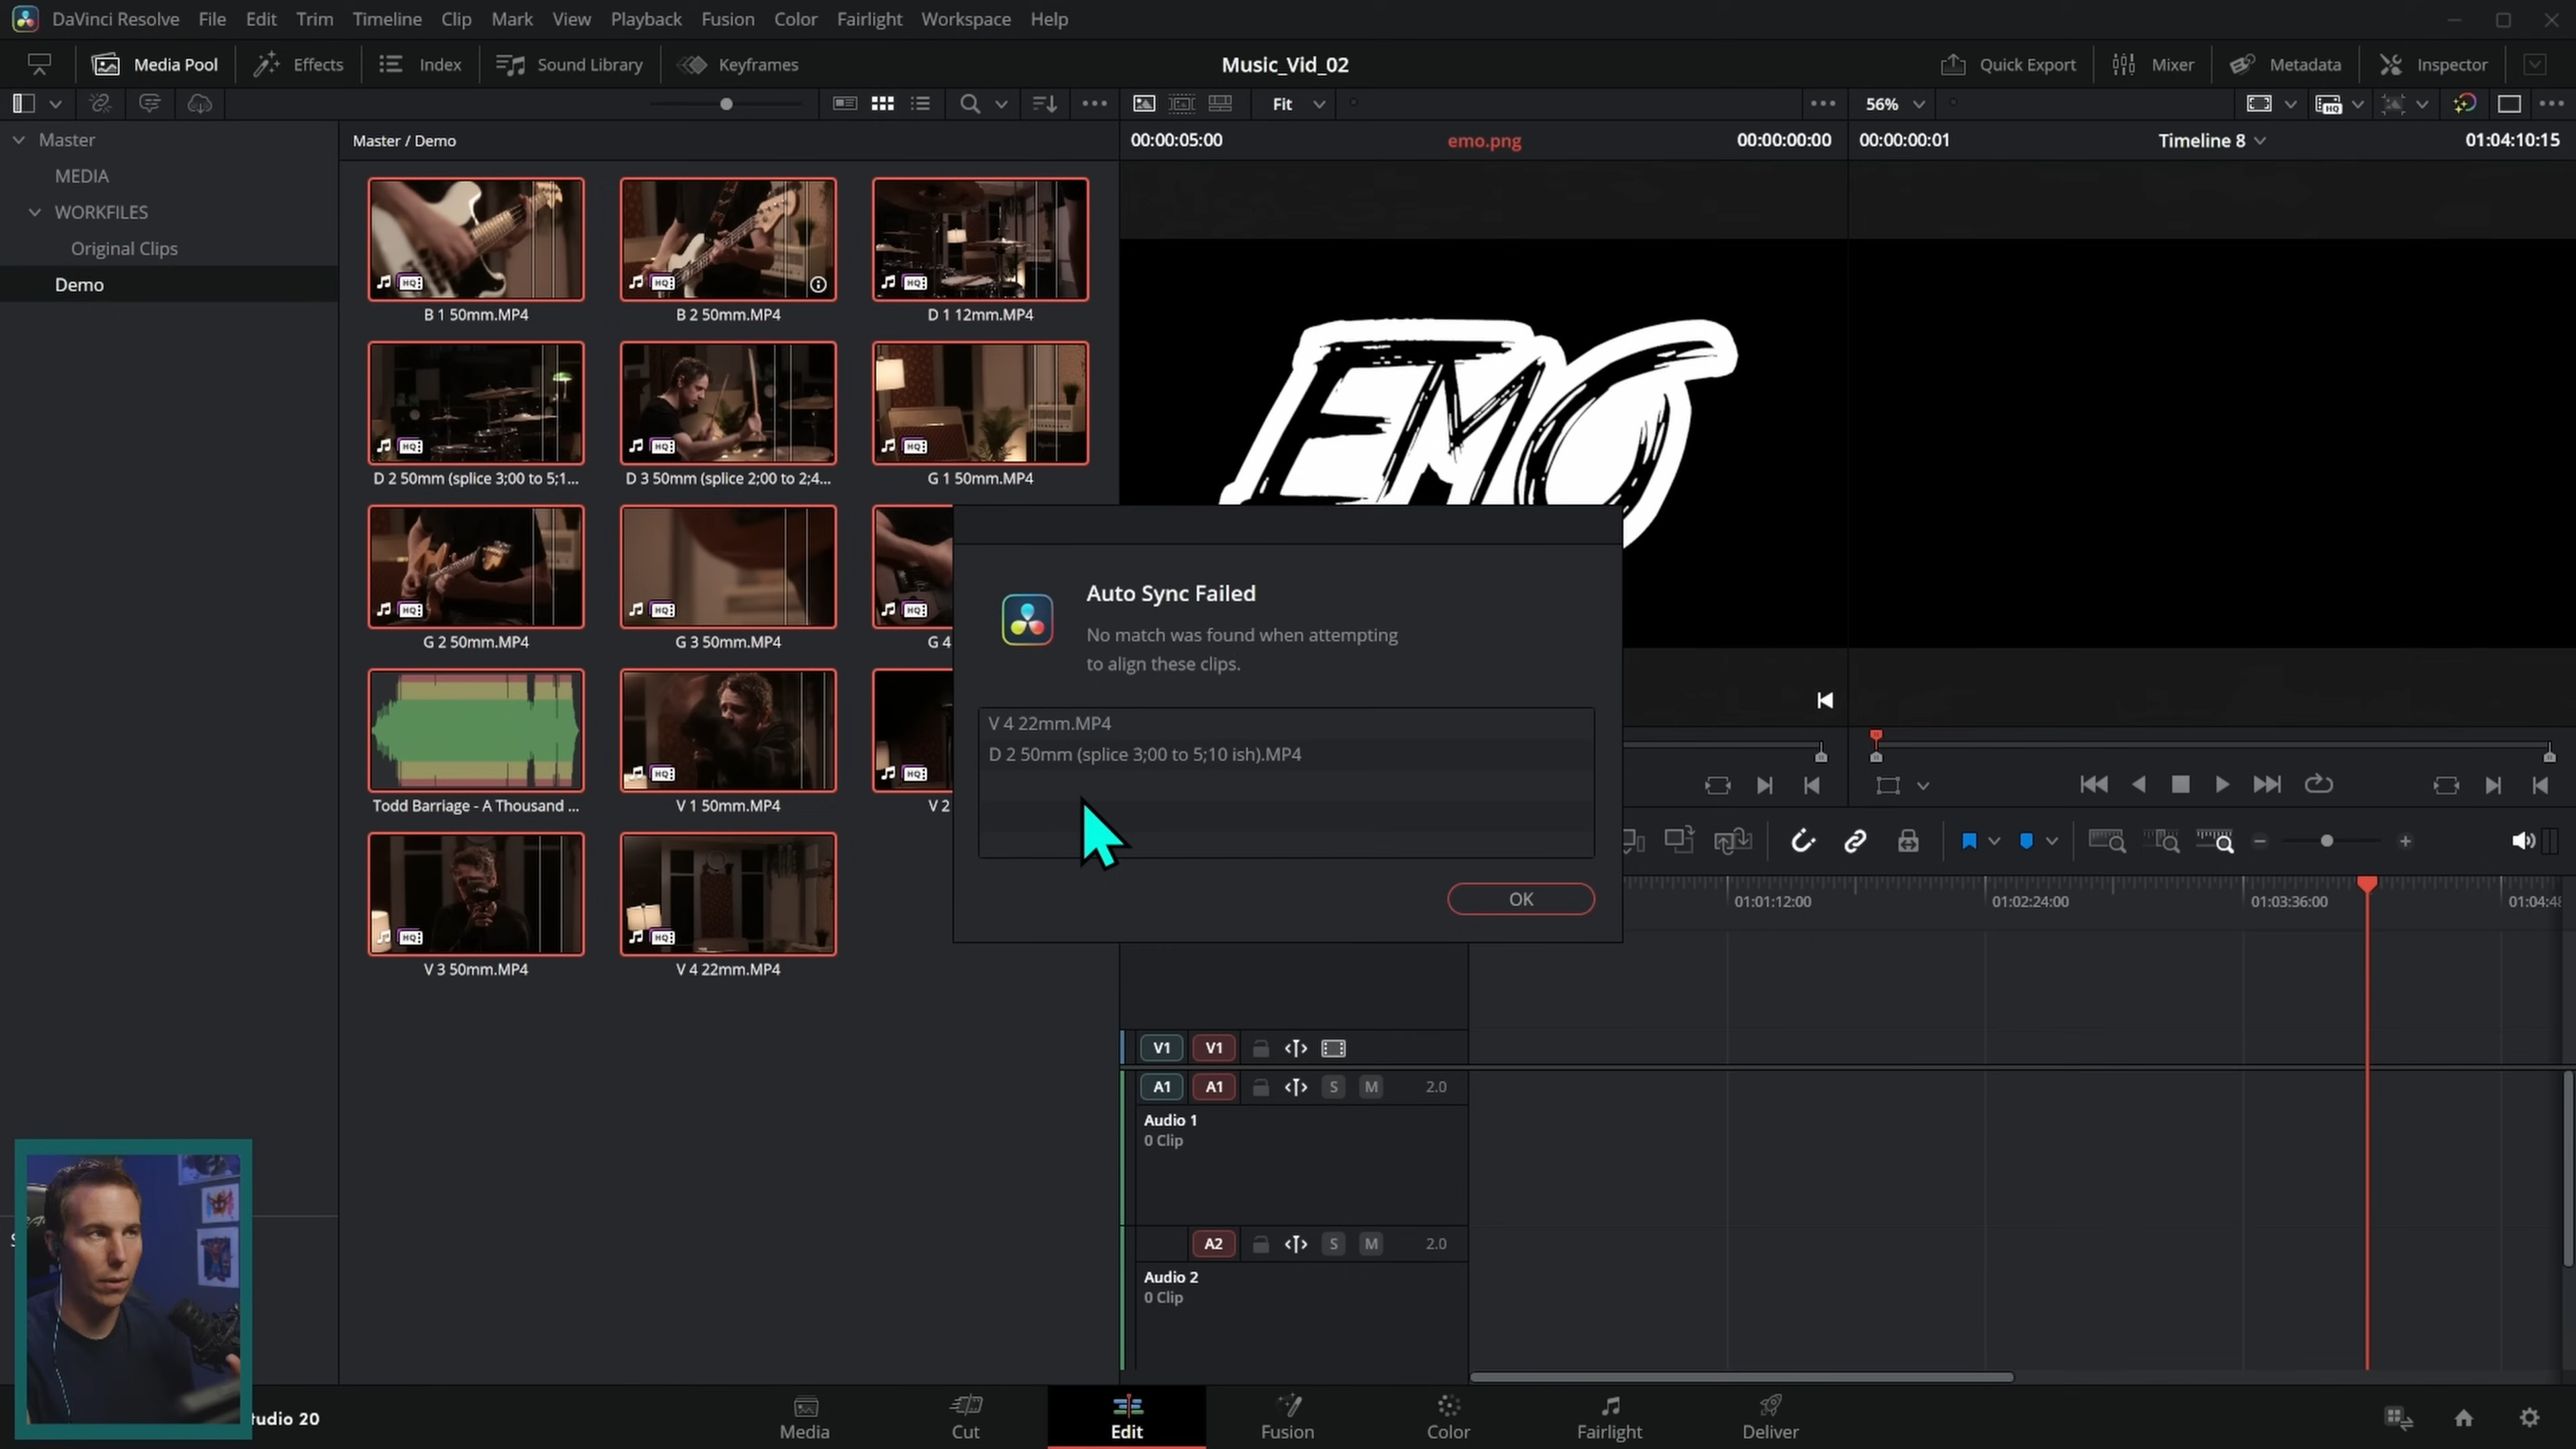 DaVinci Resolve File Edit Trim Timeline Clip Mark View Playback Fusion Color Fairlight Workspace Help
Media Pool Effects Index Sound Library Keyframes
Music_Vid_02
Quick Export Mixer Metadata Inspector
Fit
56%
Master
MEDIA
WORKFILES
Original Clips
Demo
Master / Demo
00:00:05:00
emo.png
00:00:00:00
00:00:00:01
Timeline 8
01:04:10:15
B 1 50mm.MP4
B 2 50mm.MP4
D 1 12mm.MP4
D 2 50mm (splice 3;00 to 5;1...
D 3 50mm (splice 2;00 to 2;4...
G 1 50mm.MP4
G 2 50mm.MP4
G 3 50mm.MP4
G 4
Todd Barriage - A Thousand ...
V 1 50mm.MP4
V 2
V 3 50mm.MP4
V 4 22mm.MP4
EMO
Auto Sync Failed
No match was found when attempting
to align these clips.
V 4 22mm.MP4
D 2 50mm (splice 3;00 to 5;10 ish).MP4
OK
01:01:12:00
01:02:24:00
01:03:36:00
01:04:48
V1 V1
A1 A1 S M 2.0
Audio 1
0 Clip
A2 S M 2.0
Audio 2
0 Clip
tudio 20
Media Cut Edit Fusion Color Fairlight Deliver